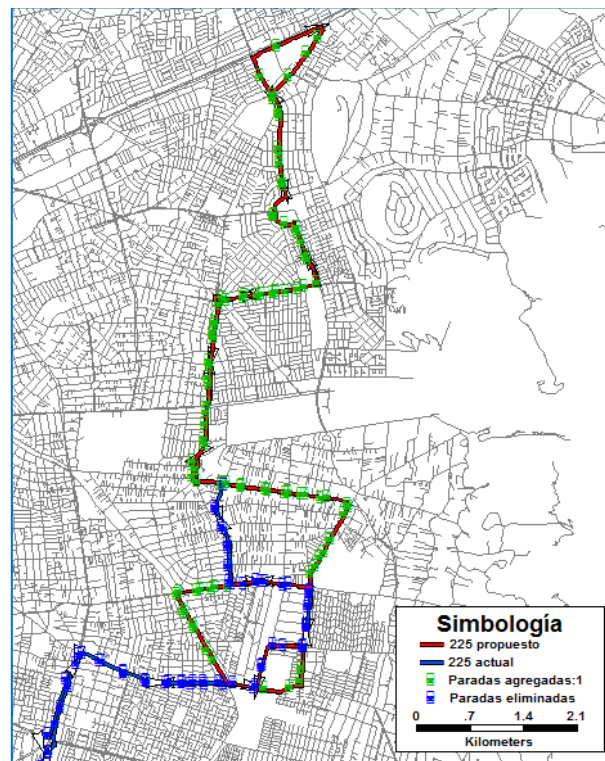 Simbología
225 propuesto
225 actual
Paradas agregadas:1
Paradas eliminadas
0 .7 1.4 2.1
Kilometers